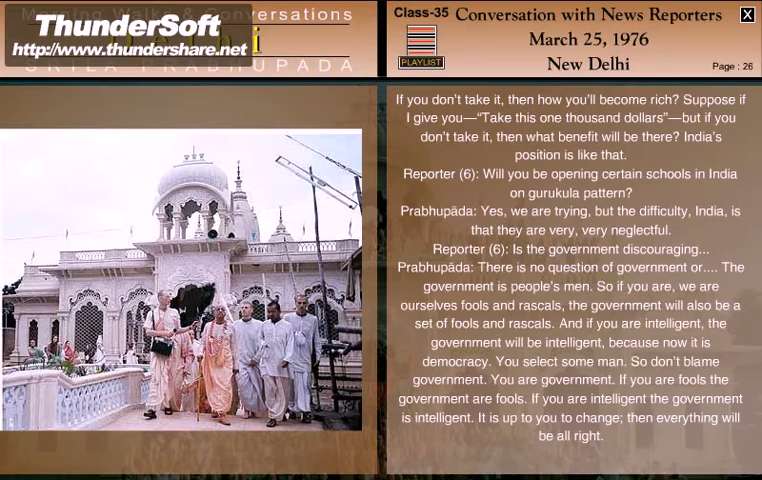 Morning Walks & Conversations
ThunderSoft
http://www.thundershare.net
SRILA PRABHUPADA
Class-35
Conversation with News Reporters
X
March 25, 1976
PLAYLIST
New Delhi
Page : 26
If you don’t take it, then how you’ll become rich? Suppose if
I give you—“Take this one thousand dollars”—but if you
don’t take it, then what benefit will be there? India’s
position is like that.
Reporter (6): Will you be opening certain schools in India
on gurukula pattern?
Prabhupāda: Yes, we are trying, but the difficulty, India, is
that they are very, very neglectful.
Reporter (6): Is the government discouraging...
Prabhupāda: There is no question of government or.... The
government is people’s men. So if you are, we are
ourselves fools and rascals, the government will also be a
set of fools and rascals. And if you are intelligent, the
government will be intelligent, because now it is
democracy. You select some man. So don’t blame
government. You are government. If you are fools the
government are fools. If you are intelligent the government
is intelligent. It is up to you to change; then everything will
be all right.